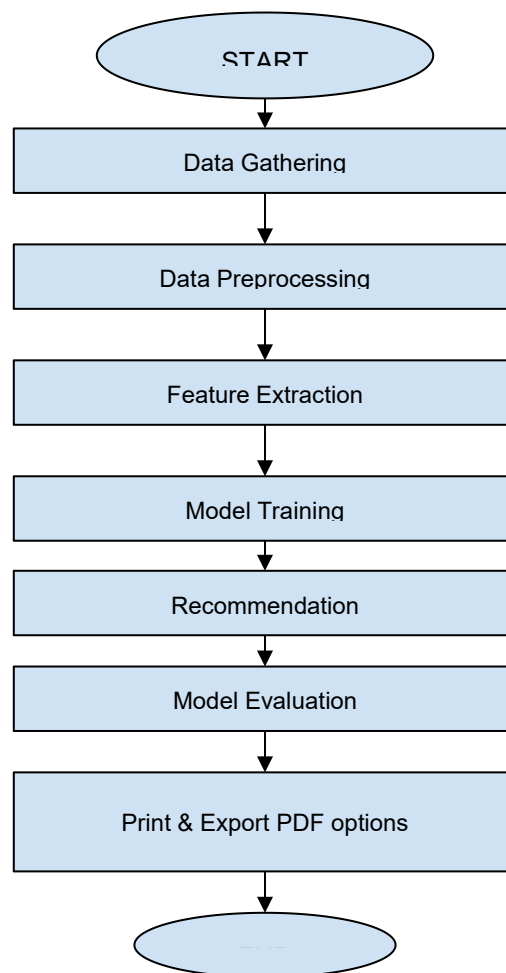 START
Data Gathering
Data Preprocessing
Feature Extraction
Model Training
Recommendation
Model Evaluation
Print & Export PDF options